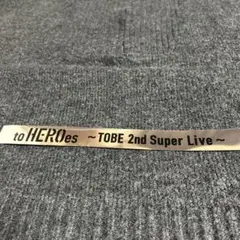 to HEROes ～TOBE 2nd Super Live～